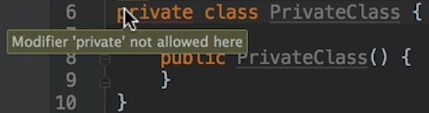 6 private class PrivateClass {
Modifier 'private' not allowed here
8 public PrivateClass() {
9 }
10 }